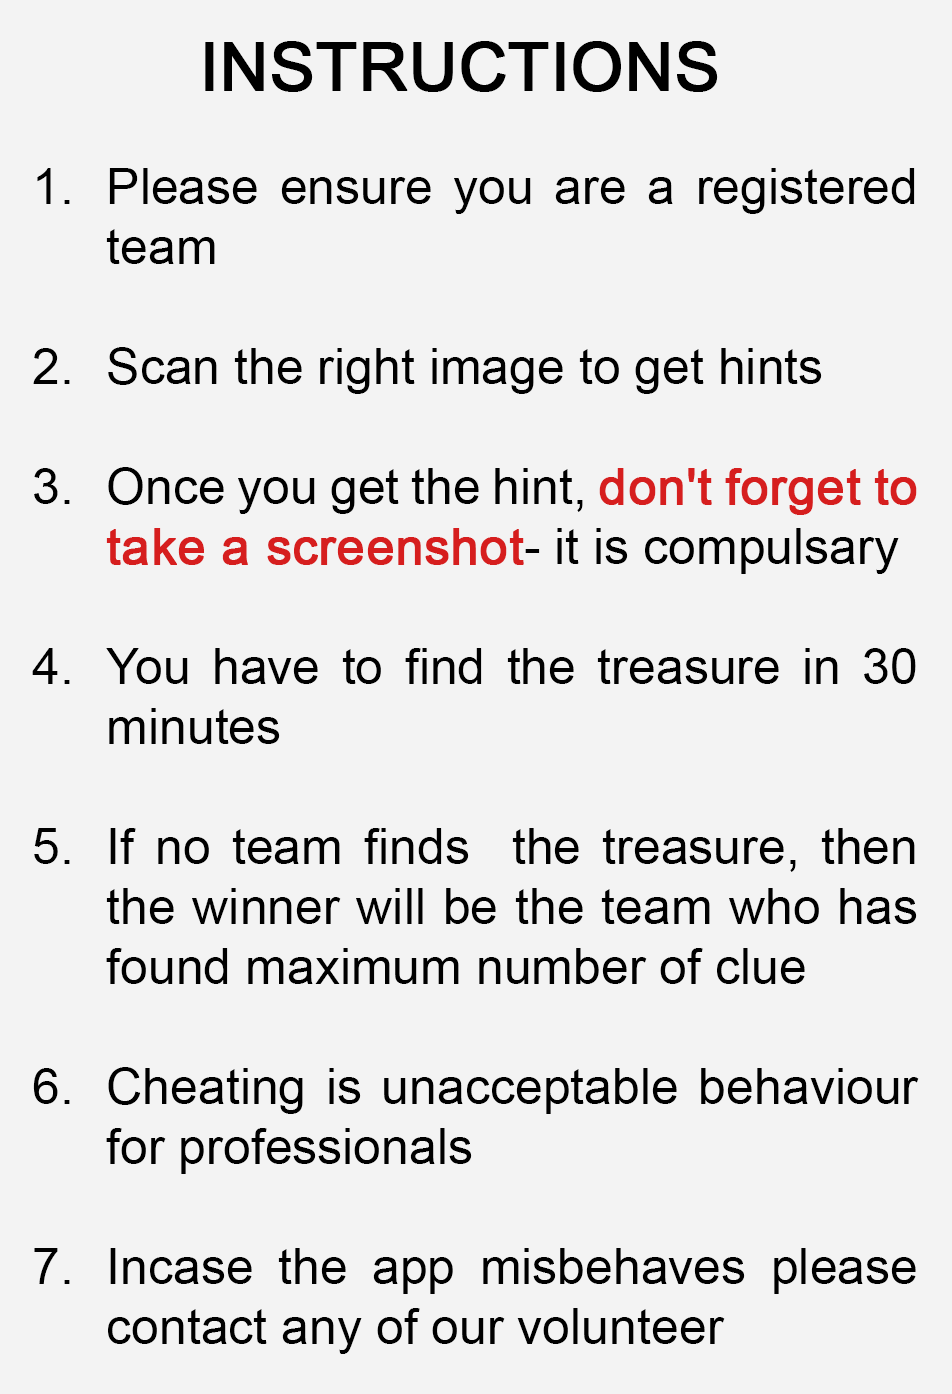 INSTRUCTIONS
1. Please ensure you are a registered
team
2. Scan the right image to get hints
3. Once you get the hint, don't forget to
take a screenshot- it is compulsary
4. You have to find the treasure in 30
minutes
5. If no team finds  the treasure, then
the winner will be the team who has
found maximum number of clue
6. Cheating is unacceptable behaviour
for professionals
7. Incase the app misbehaves please
contact any of our volunteer